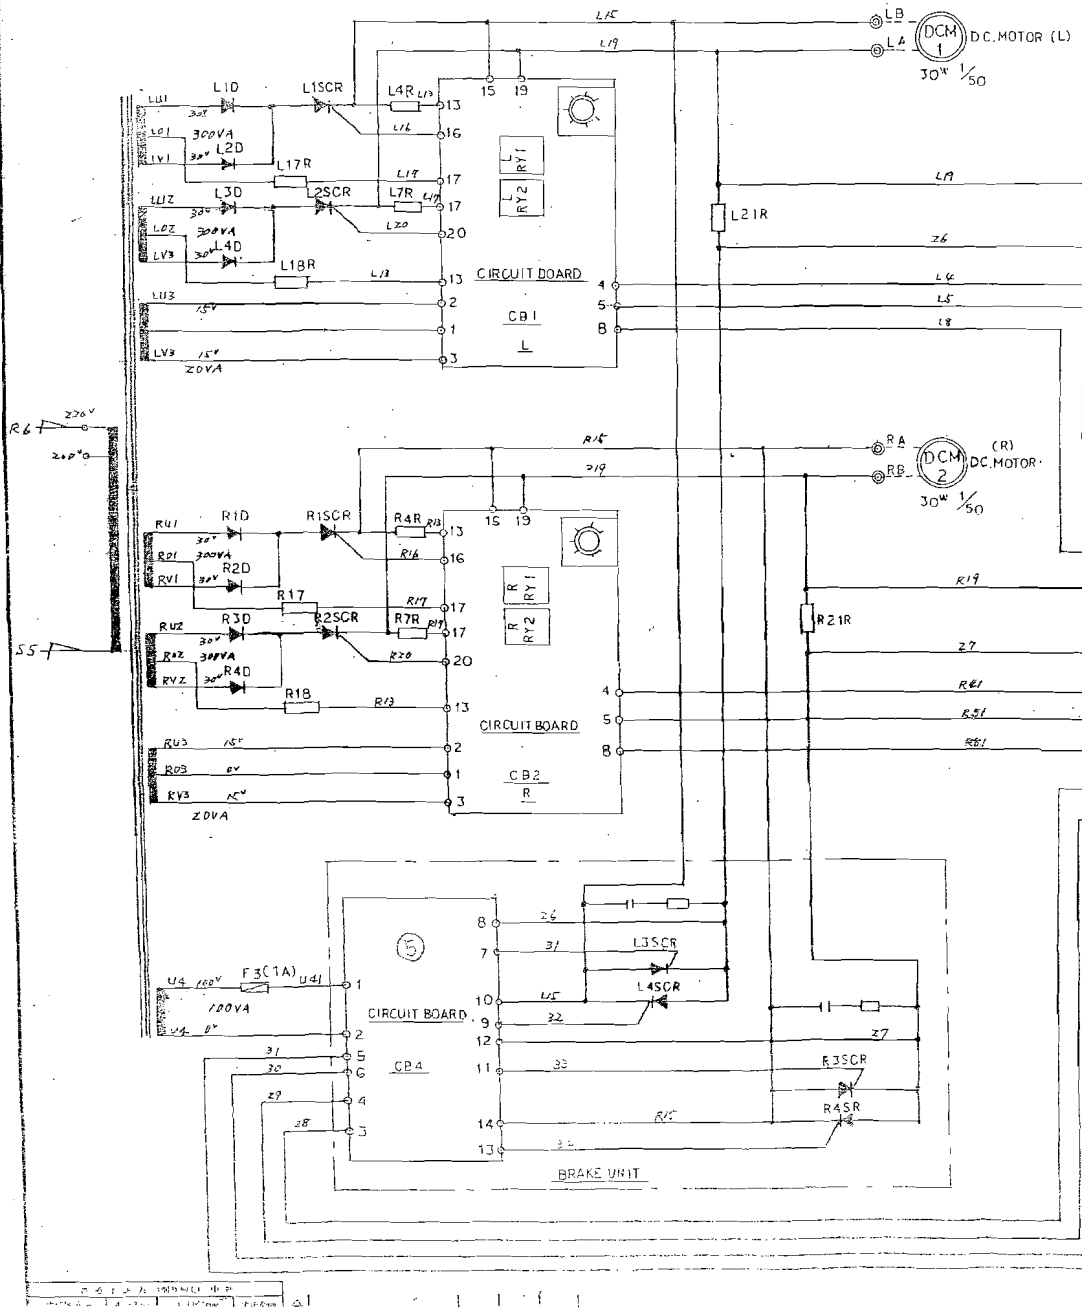 L15
LB
L19
LA
DCM
1
D C.MOTOR (L)
30W 1/50
15
19
LU1
L1D
L1SCR
L4R
L13
13
30V
L16
16
LO1
300VA
L2D
LV1
30V
L17R
L17
17
L RY1
L RY2
LU2
L3D
L2SCR
L7R
17
30V
LO2
300VA
L20
20
L4D
LV3
30V
L18R
L13
13
CIRCUIT BOARD
LU3
15V
2
CB1
L
1
LV3
15V
3
20VA
4
5
8
L21R
L4
L5
L8
26
R6
220V
200V
S5
R15
RA
RB
DCM
2
(R)
DC.MOTOR
30W 1/50
15
19
RU1
R1D
R1SCR
R4R
R13
13
30V
R16
16
RO1
300VA
R2D
RV1
30V
R17
R17
17
R RY1
R RY2
RU2
R3D
R2SCR
R7R
R19
17
30V
RO2
300VA
R20
20
R4D
RV2
30V
R18
R13
13
CIRCUIT BOARD
RU3
15V
2
CB2
R
RO3
0V
1
RV3
15V
3
20VA
4
5
8
R19
R21R
27
R41
R51
R81
8
26
7
31
L3SCR
5
L4SCR
10
9
32
12
27
11
33
R3SCR
R4SR
14
R15
13
U4
100V
F3(1A)
U41
1
100VA
0V
2
CIRCUIT BOARD
CB4
31
5
30
6
29
4
28
3
BRAKE UNIT